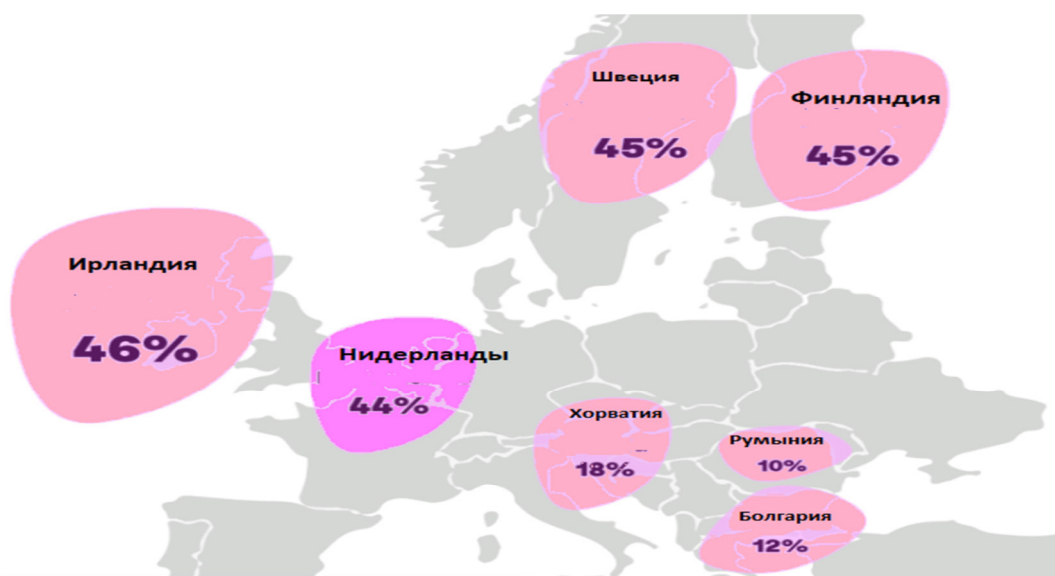 Швеция
45%
Финляндия
45%
Ирландия
46%
Нидерланды
44%
Хорватия
18%
Румыния
10%
Болгария
12%